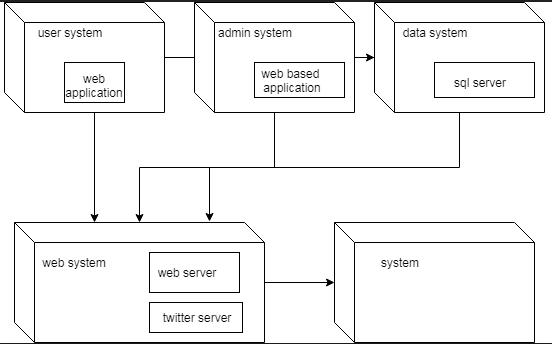 user system
admin system
data system
web
application
web based
application
sql server
web system
web server
twitter server
system